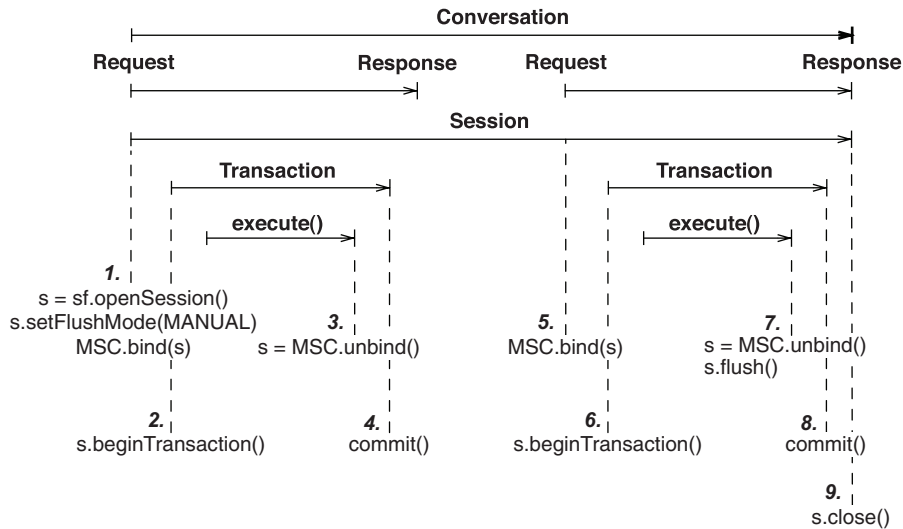 Conversation
Request Response Request Response
Session
Transaction Transaction
execute() execute()
1.
s = sf.openSession()
s.setFlushMode(MANUAL)
MSC.bind(s)
3.
s = MSC.unbind()
5.
MSC.bind(s)
7.
s = MSC.unbind()
s.flush()
2.
s.beginTransaction()
4.
commit()
6.
s.beginTransaction()
8.
commit()
9.
s.close()